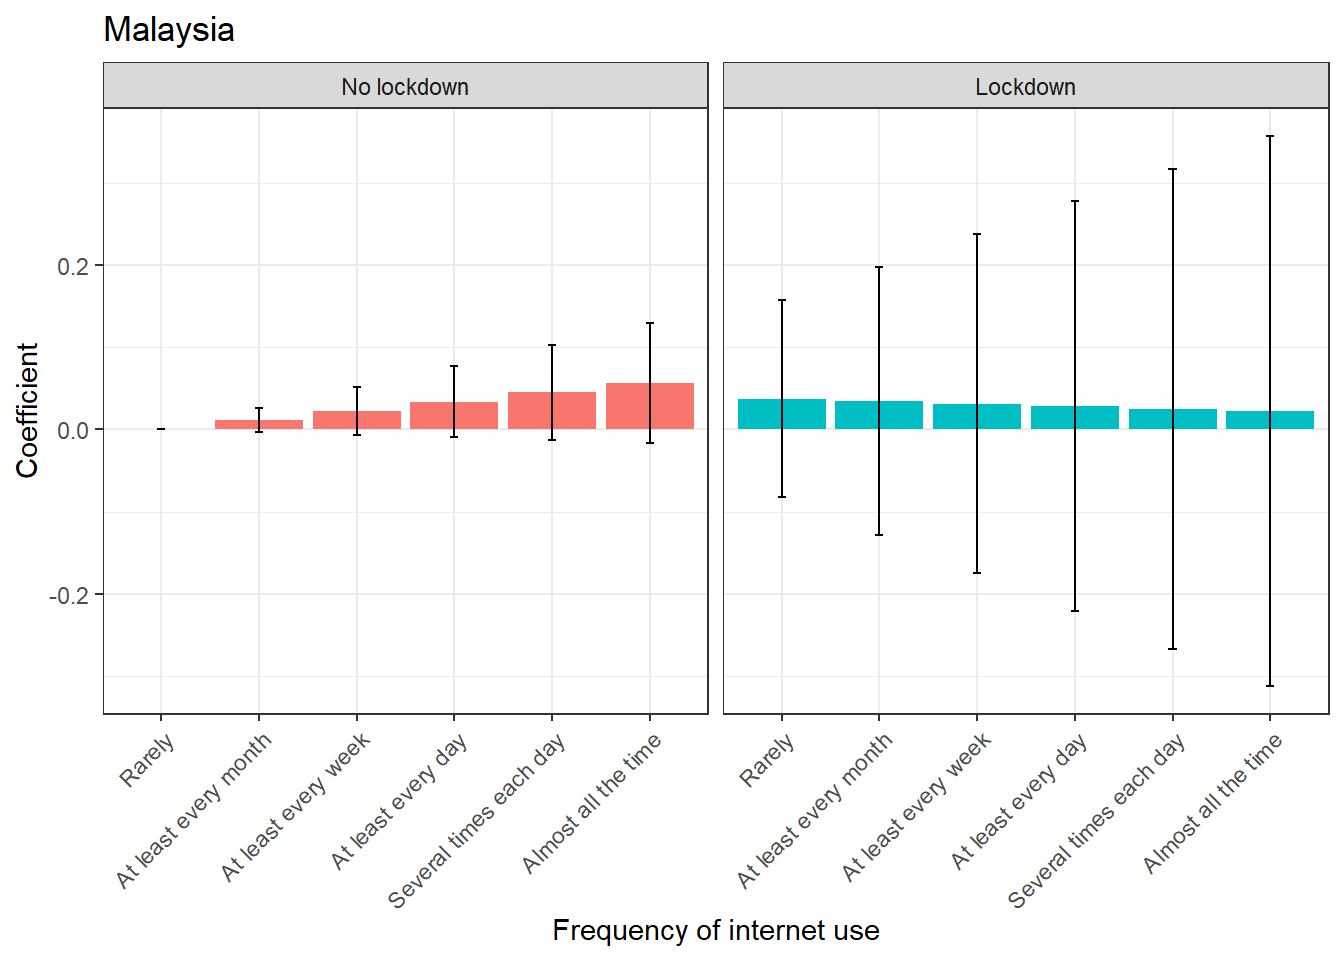 Malaysia
No lockdown
Lockdown
Coefficient
0.2
0.0
-0.2
Rarely
At least every month
At least every week
At least every day
Several times each day
Almost all the time
Rarely
At least every month
At least every week
At least every day
Several times each day
Almost all the time
Frequency of internet use